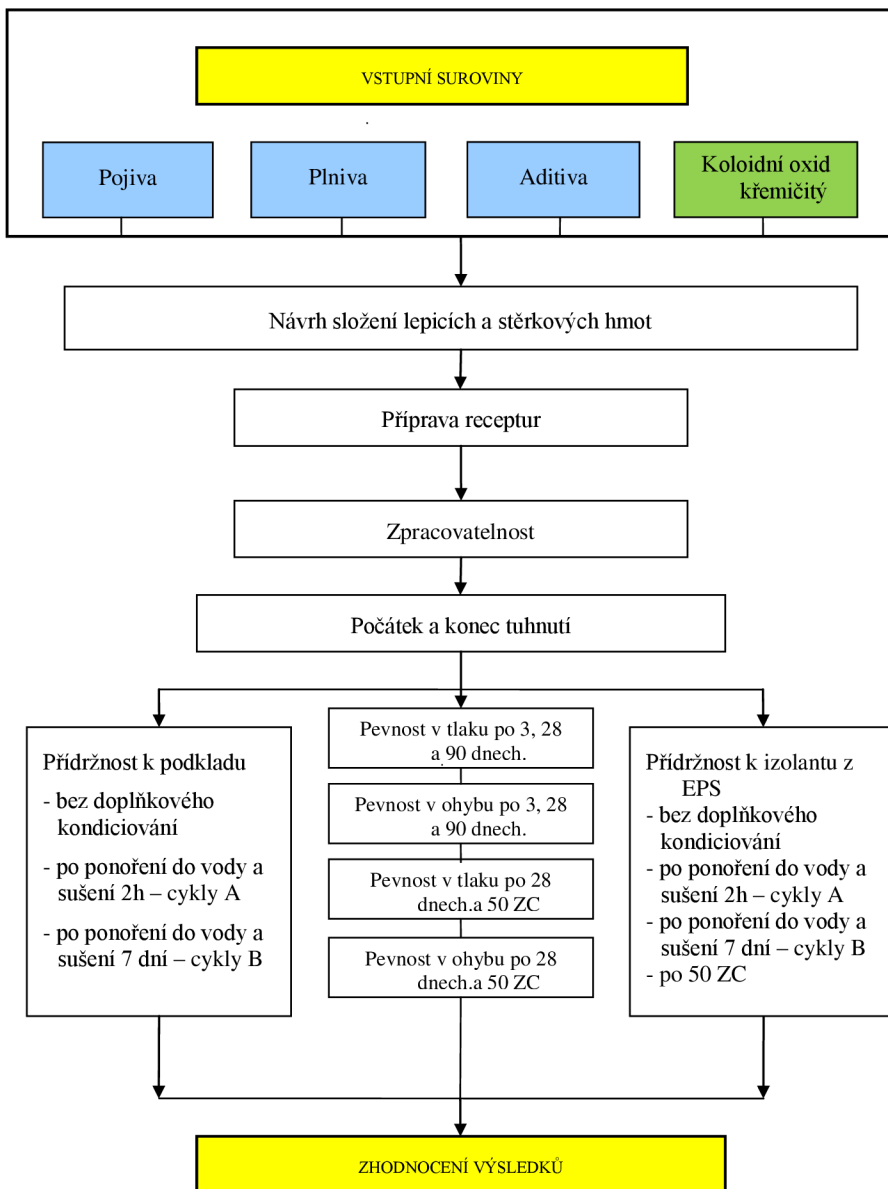 VSTUPNÍ SUROVINY
Pojiva
Plniva
Aditiva
Koloidní oxid
křemičitý
Návrh složení lepicích a stěrkových hmot
Příprava receptur
Zpracovatelnost
Počátek a konec tuhnutí
Přídržnost k podkladu
- bez doplňkového
kondiciování
- po ponoření do vody a
sušení 2h – cykly A
- po ponoření do vody a
sušení 7 dní – cykly B
Pevnost v tlaku po 3, 28
a 90 dnech.
Pevnost v ohybu po 3, 28
a 90 dnech.
Pevnost v tlaku po 28
dnech.a 50 ZC
Pevnost v ohybu po 28
dnech.a 50 ZC
Přídržnost k izolantu z
EPS
- bez doplňkového
kondiciování
- po ponoření do vody a
sušení 2h – cykly A
- po ponoření do vody a
sušení 7 dní – cykly B
- po 50 ZC
ZHODNOCENÍ VÝSLEDKŮ